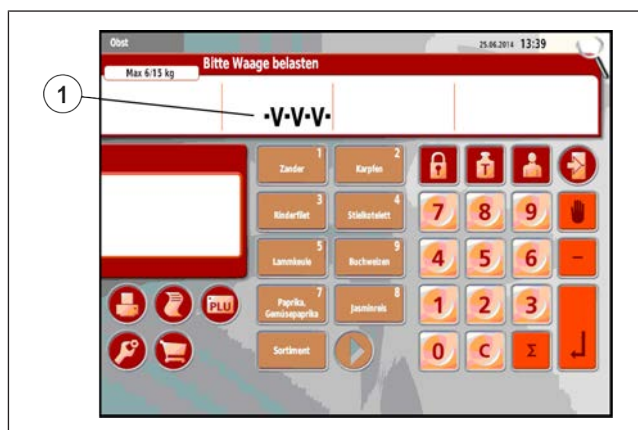 Obst
25.06.2014 13:39
Bitte Waage belasten
Max 6/15 kg
1
-V-V-V-
1
Zander
2
Karpfen
T
3
Rinderfilet
4
Stielkotelett
7
8
9
5
Lammkeule
9
Buchweizen
4
5
6
–
PLU
7
Paprika,
Gemüsepaprika
8
Jasminreis
1
2
3
Sortiment
0
C
Σ